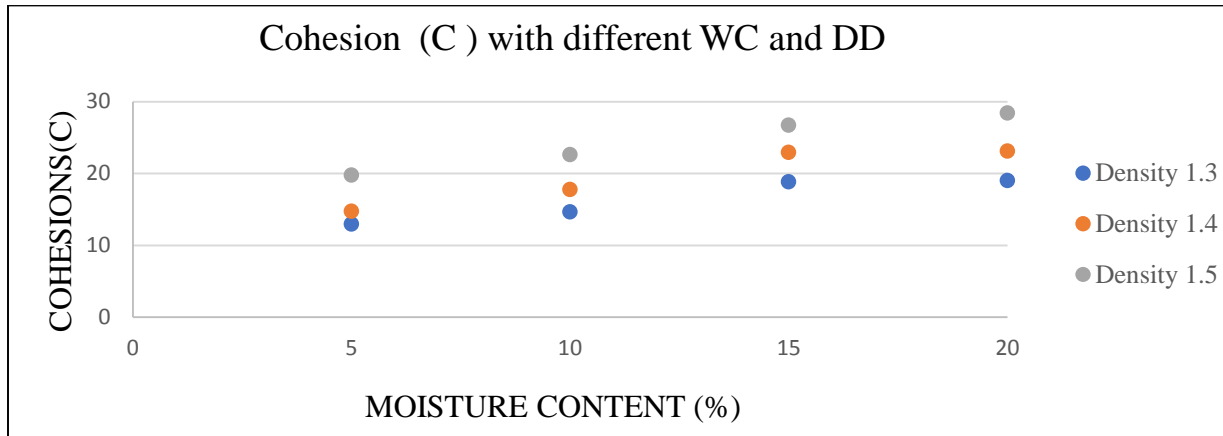 Cohesion (C ) with different WC and DD
COHESIONS(C)
30
20
10
0
0 5 10 15 20
MOISTURE CONTENT (%)
Density 1.3
Density 1.4
Density 1.5